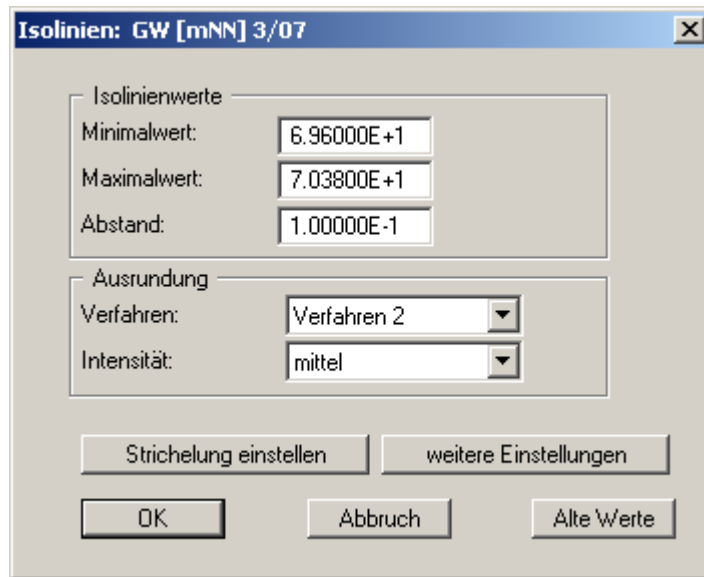 Isolinien: GW [mNN] 3/07
Isolinienwerte
Minimalwert: 6.96000E+1
Maximalwert: 7.03800E+1
Abstand: 1.00000E-1
Ausrundung
Verfahren: Verfahren 2
Intensität: mittel
Strichelung einstellen weitere Einstellungen
OK Abbruch Alte Werte